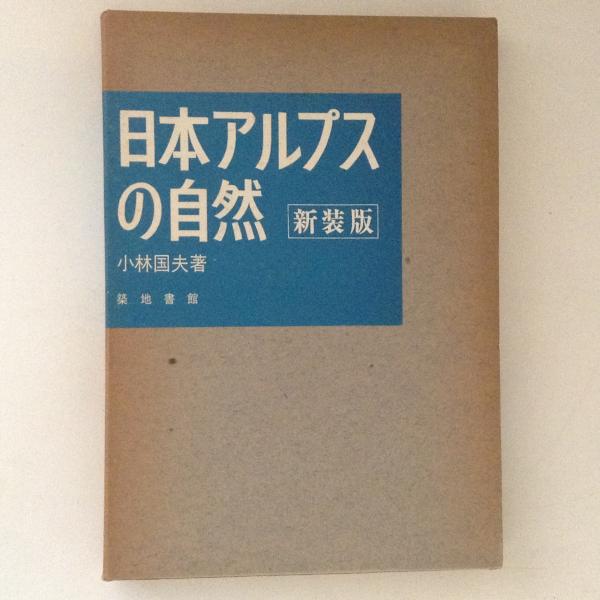 日本アルプス
の自然 新装版
小林国夫著
築地書館